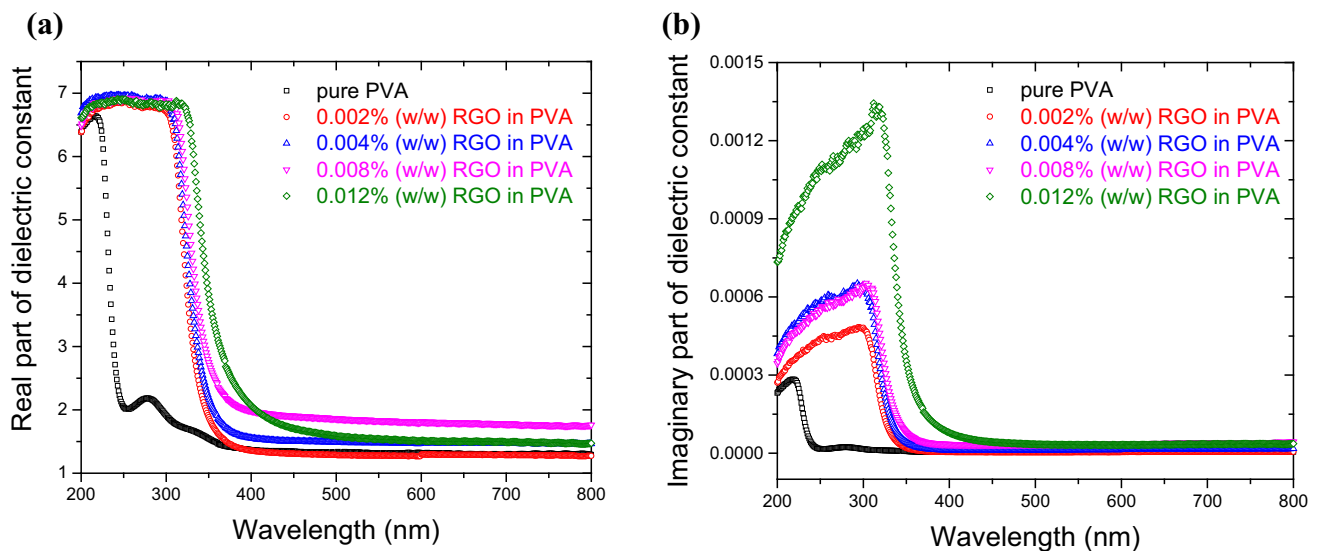 (a)
Real part of dielectric constant
7
6
5
4
3
2
1
200 300 400 500 600 700 800
Wavelength (nm)
pure PVA
0.002% (w/w) RGO in PVA
0.004% (w/w) RGO in PVA
0.008% (w/w) RGO in PVA
0.012% (w/w) RGO in PVA
(b)
Imaginary part of dielectric constant
0.0015
0.0012
0.0009
0.0006
0.0003
0.0000
200 300 400 500 600 700 800
Wavelength (nm)
pure PVA
0.002% (w/w) RGO in PVA
0.004% (w/w) RGO in PVA
0.008% (w/w) RGO in PVA
0.012% (w/w) RGO in PVA